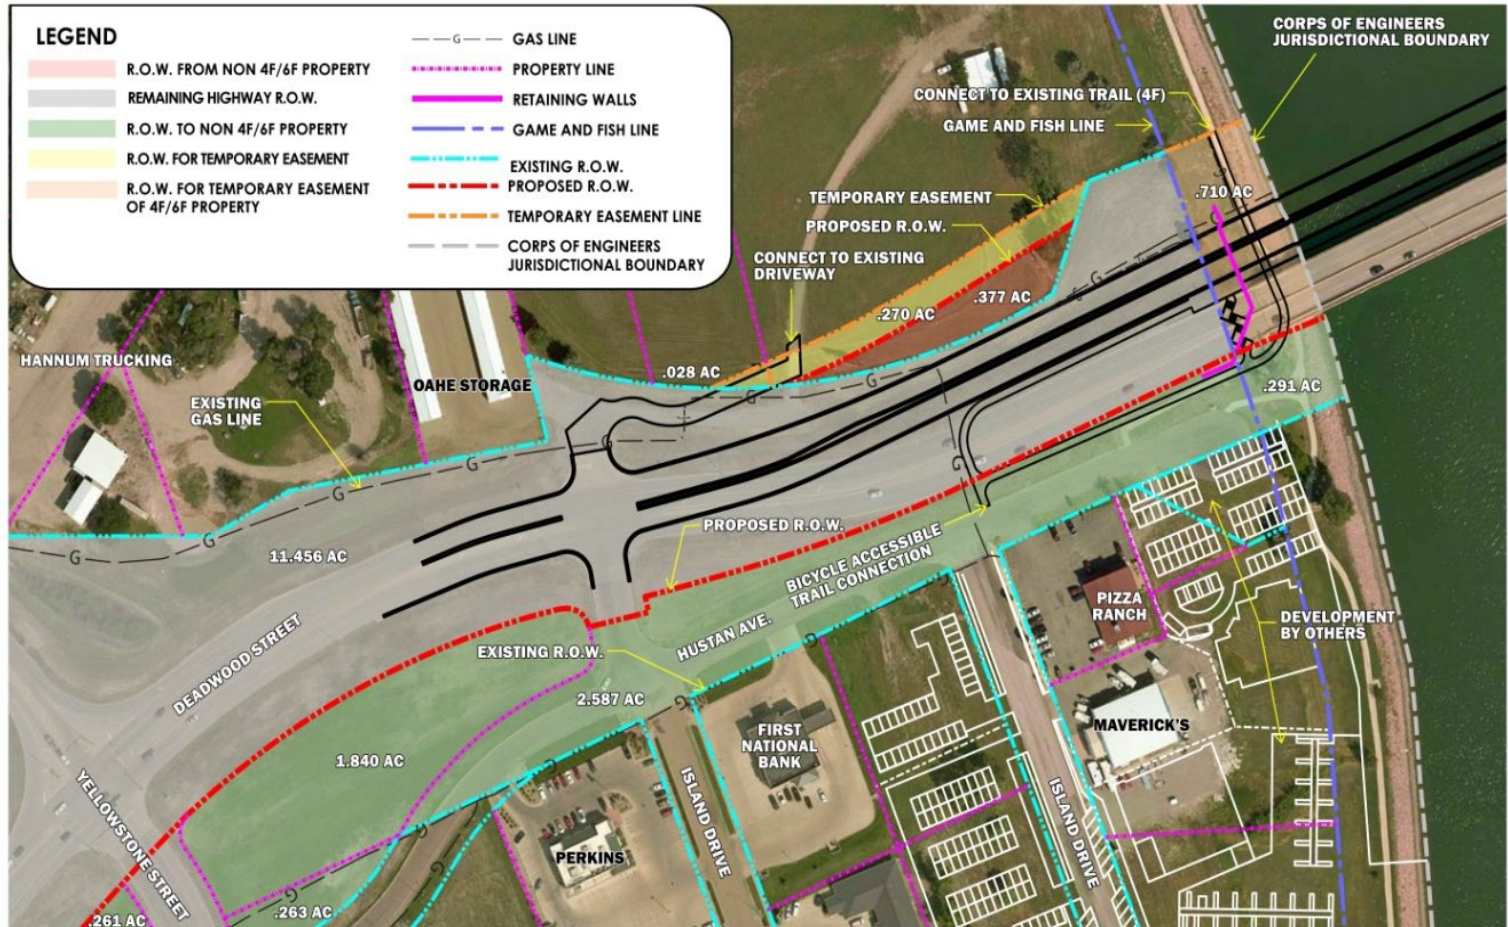 LEGEND
R.O.W. FROM NON 4F/6F PROPERTY
REMAINING HIGHWAY R.O.W.
R.O.W. TO NON 4F/6F PROPERTY
R.O.W. FOR TEMPORARY EASEMENT
R.O.W. FOR TEMPORARY EASEMENT
OF 4F/6F PROPERTY
G
GAS LINE
PROPERTY LINE
RETAINING WALLS
GAME AND FISH LINE
EXISTING R.O.W.
PROPOSED R.O.W.
TEMPORARY EASEMENT LINE
CORPS OF ENGINEERS
JURISDICTIONAL BOUNDARY
CORPS OF ENGINEERS
JURISDICTIONAL BOUNDARY
CONNECT TO EXISTING TRAIL (4F)
GAME AND FISH LINE
TEMPORARY EASEMENT
PROPOSED R.O.W.
.710 AC
CONNECT TO EXISTING
DRIVEWAY
.377 AC
.270 AC
.028 AC
HANNUM TRUCKING
OAHE STORAGE
EXISTING
GAS LINE
.291 AC
G
G
G
G
G
G
G
G
G
G
11.456 AC
PROPOSED R.O.W.
BICYCLE ACCESSIBLE
TRAIL CONNECTION
HUSTAN AVE.
PIZZA
RANCH
DEVELOPMENT
BY OTHERS
DEADWOOD STREET
EXISTING R.O.W.
2.587 AC
G
G
G
G
G
FIRST
NATIONAL
BANK
MAVERICK'S
1.840 AC
YELLOWSTONE STREET
ISLAND DRIVE
ISLAND DRIVE
PERKINS
.263 AC
.261 AC